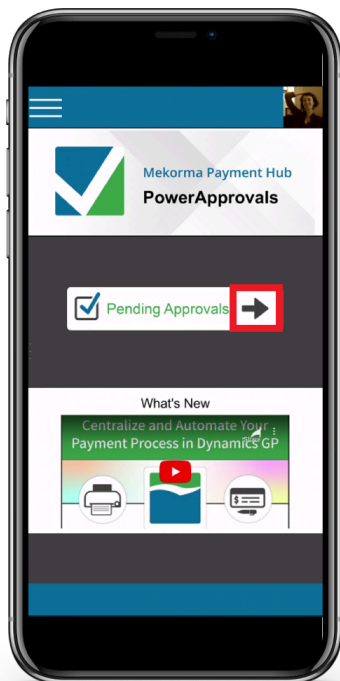 Mekorma Payment Hub
PowerApprovals
Pending Approvals
What's New
Centralize and Automate Your
Payment Process in Dynamics GP
$